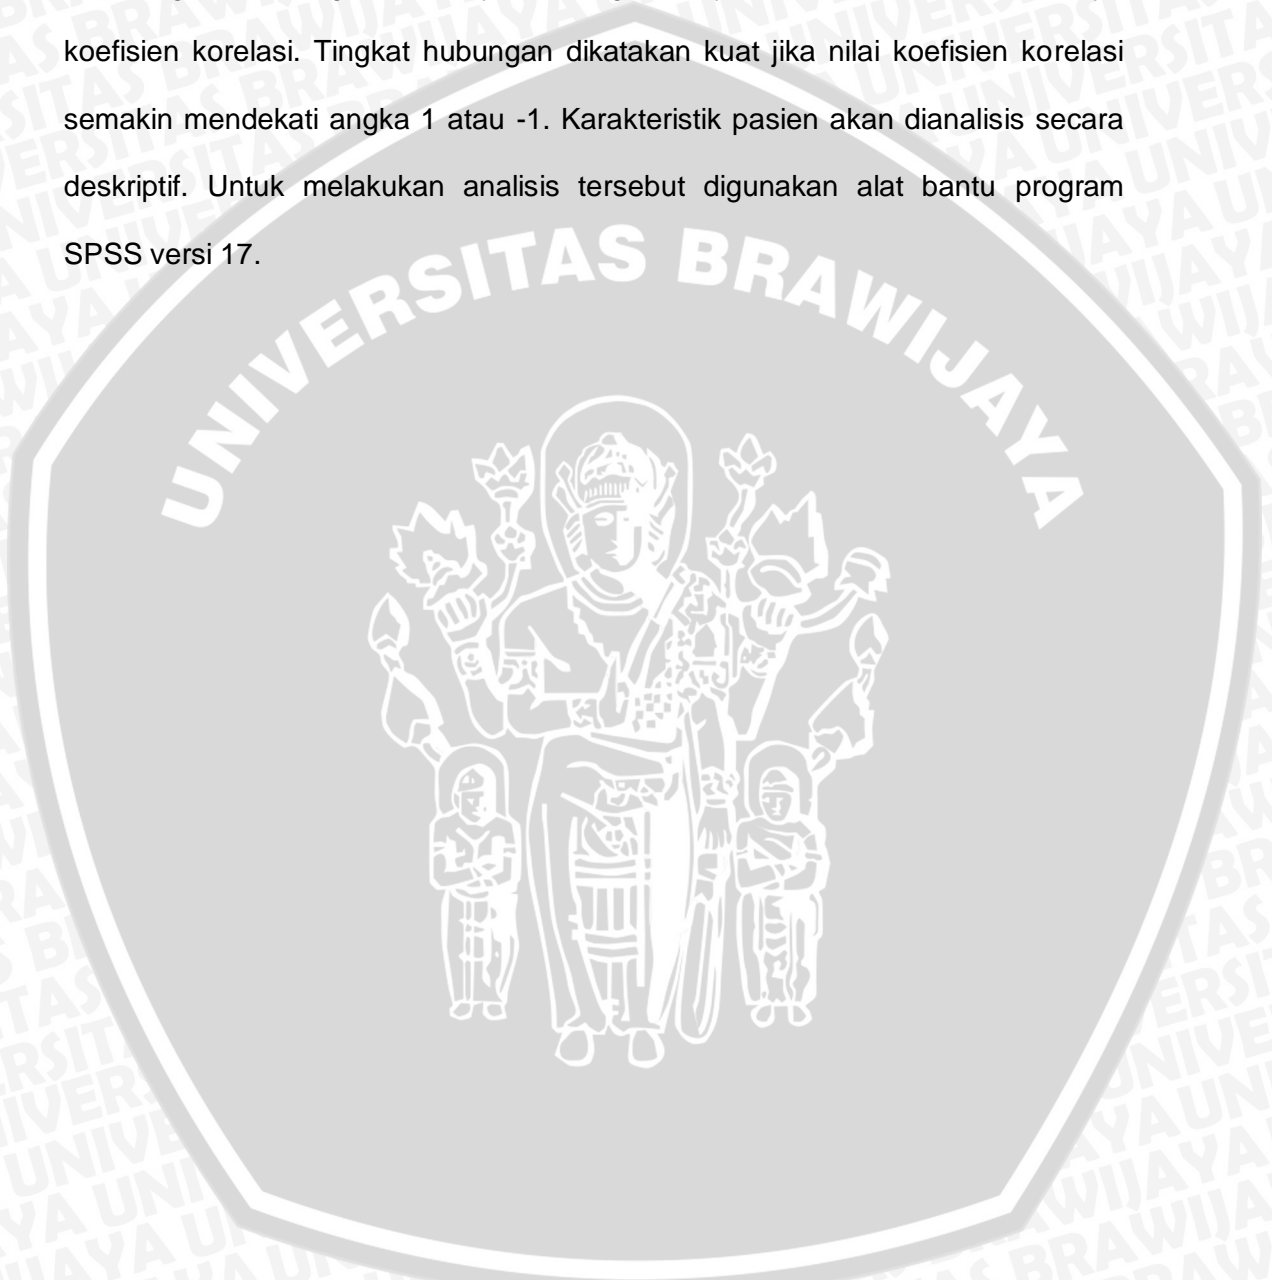 koefisien korelasi. Tingkat hubungan dikatakan kuat jika nilai koefisien korelasi
semakin mendekati angka 1 atau -1. Karakteristik pasien akan dianalisis secara
deskriptif. Untuk melakukan analisis tersebut digunakan alat bantu program
SPSS versi 17.
UNIVERSITAS BRAWIJAYA